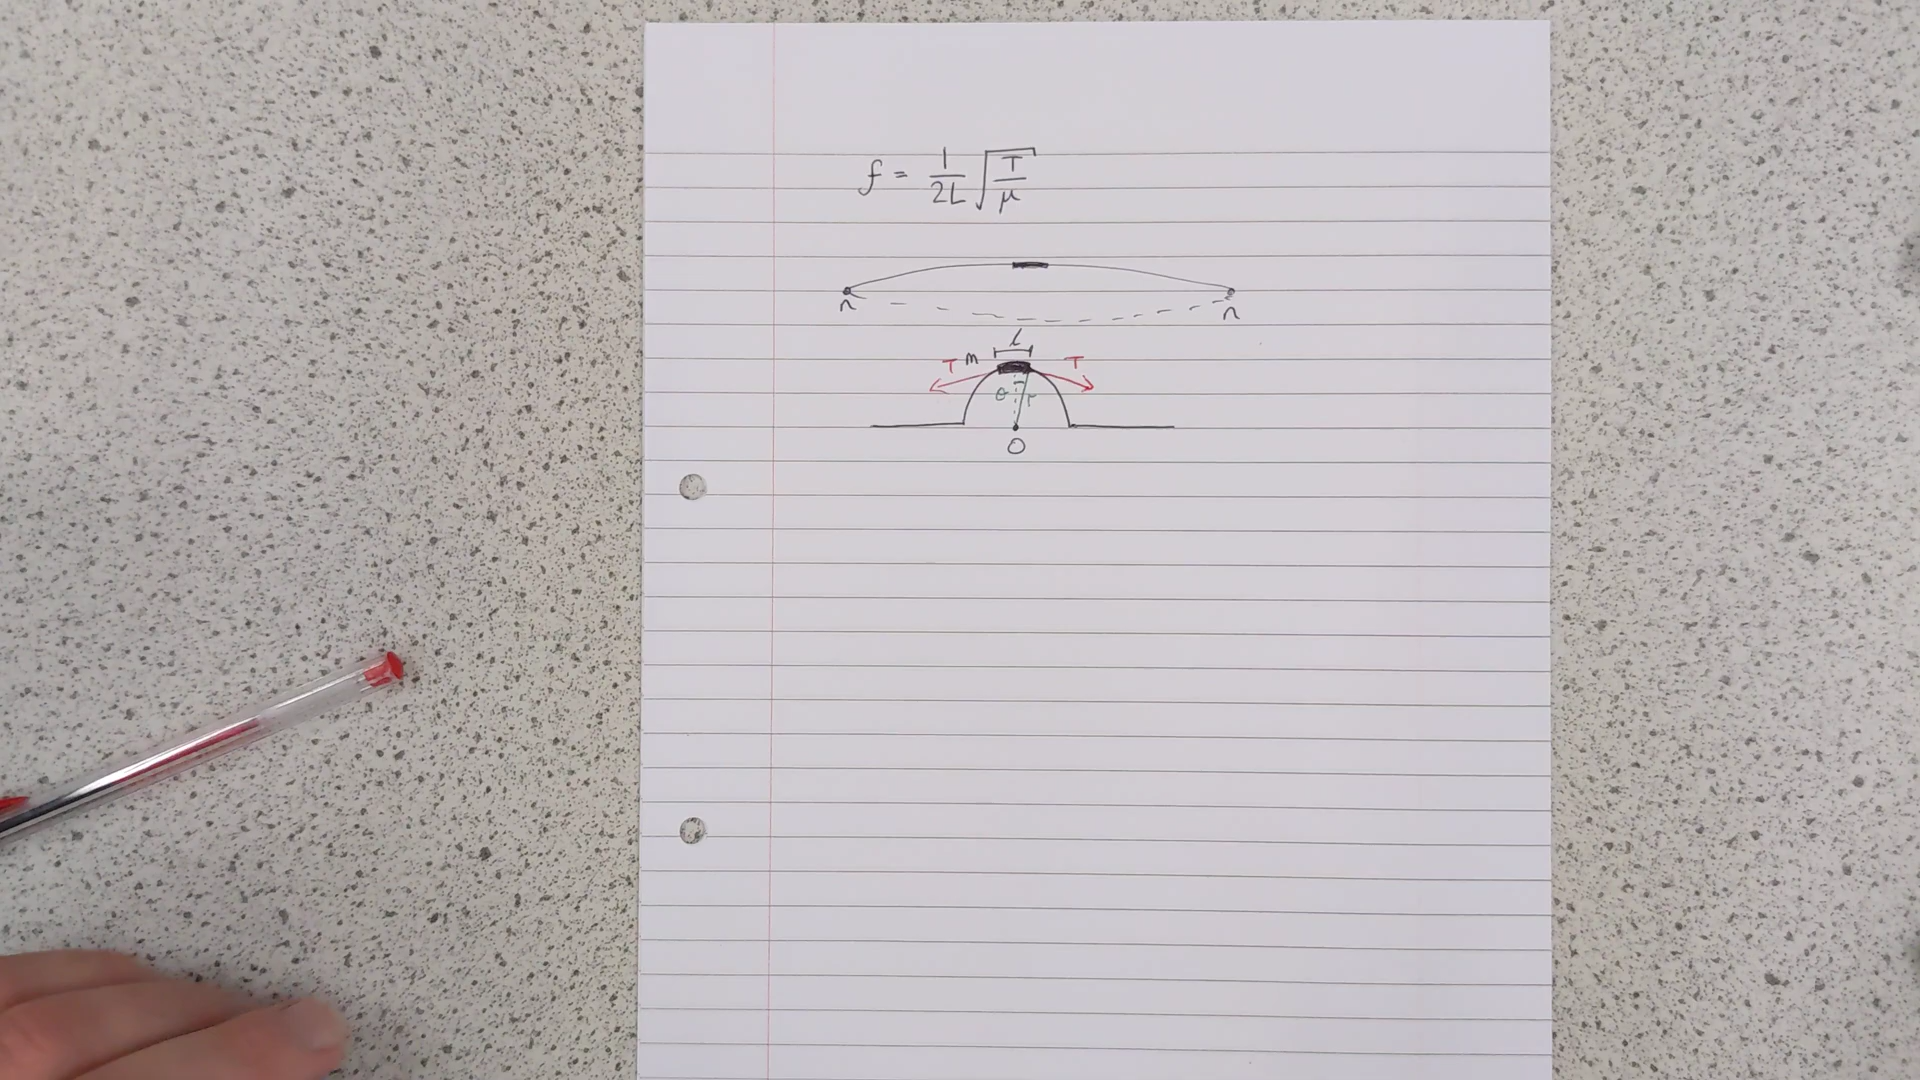 f = 1/2L √T/μ
n n
l
T m T
θ r
O